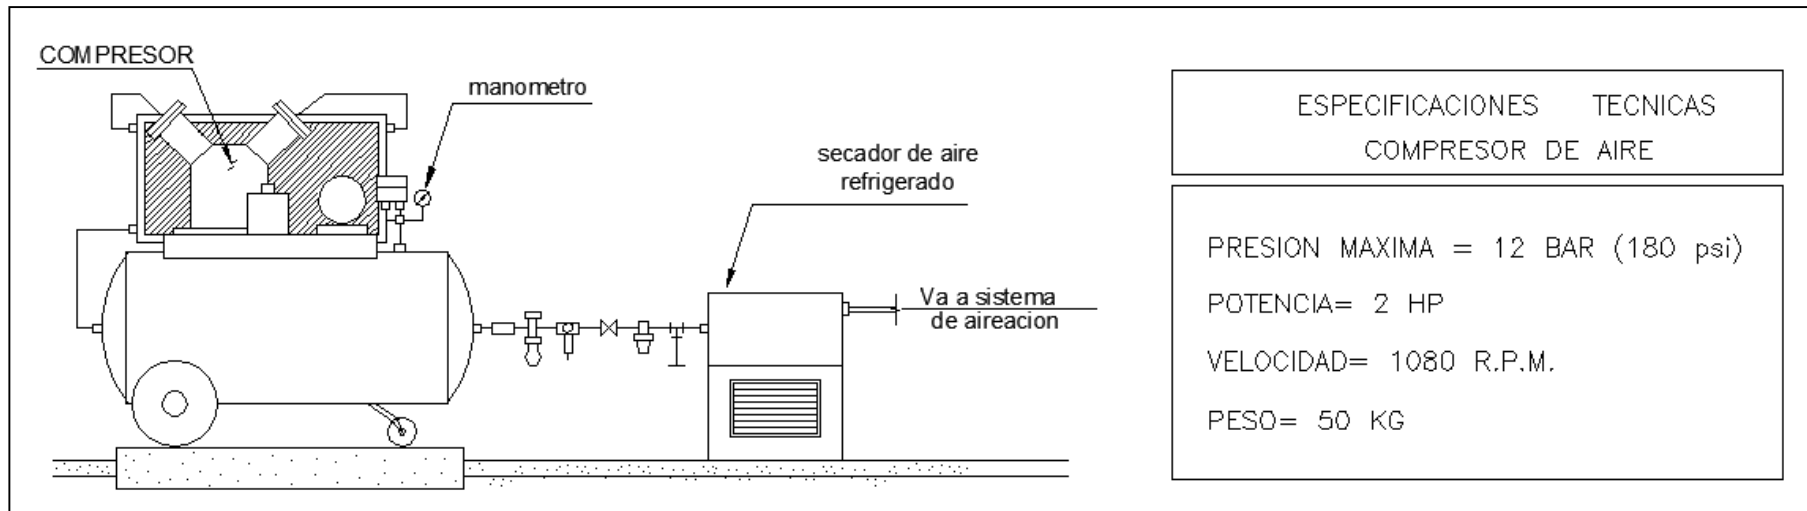 COMPRESOR
manometro
secador de aire
refrigerado
Va a sistema
de aireacion
ESPECIFICACIONES TECNICAS
COMPRESOR DE AIRE
PRESION MAXIMA = 12 BAR (180 psi)
POTENCIA= 2 HP
VELOCIDAD= 1080 R.P.M.
PESO= 50 KG